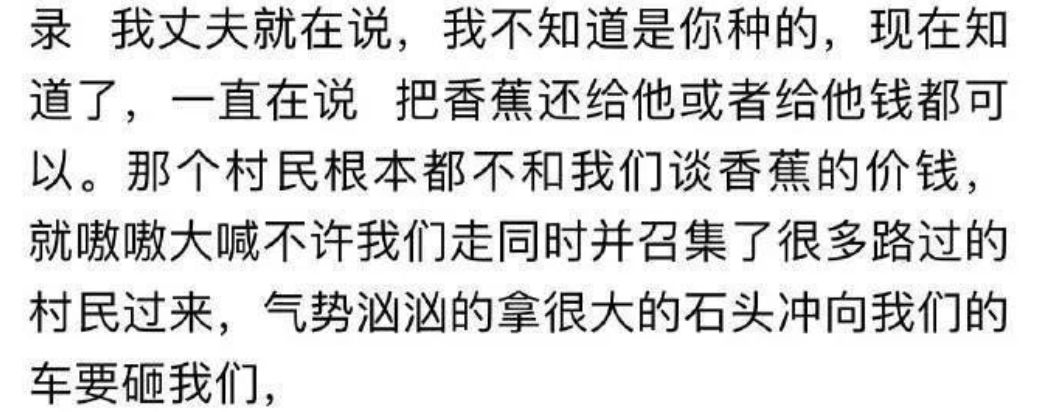 录 我丈夫就在说，我不知道是你种的，现在知
道了，一直在说 把香蕉还给他或者给他钱都可
以。那个村民根本都不和我们谈香蕉的价钱，
就嗷嗷大喊不许我们走同时并召集了很多路过的
村民过来，气势汹汹的拿很大的石头冲向我们的
车要砸我们，